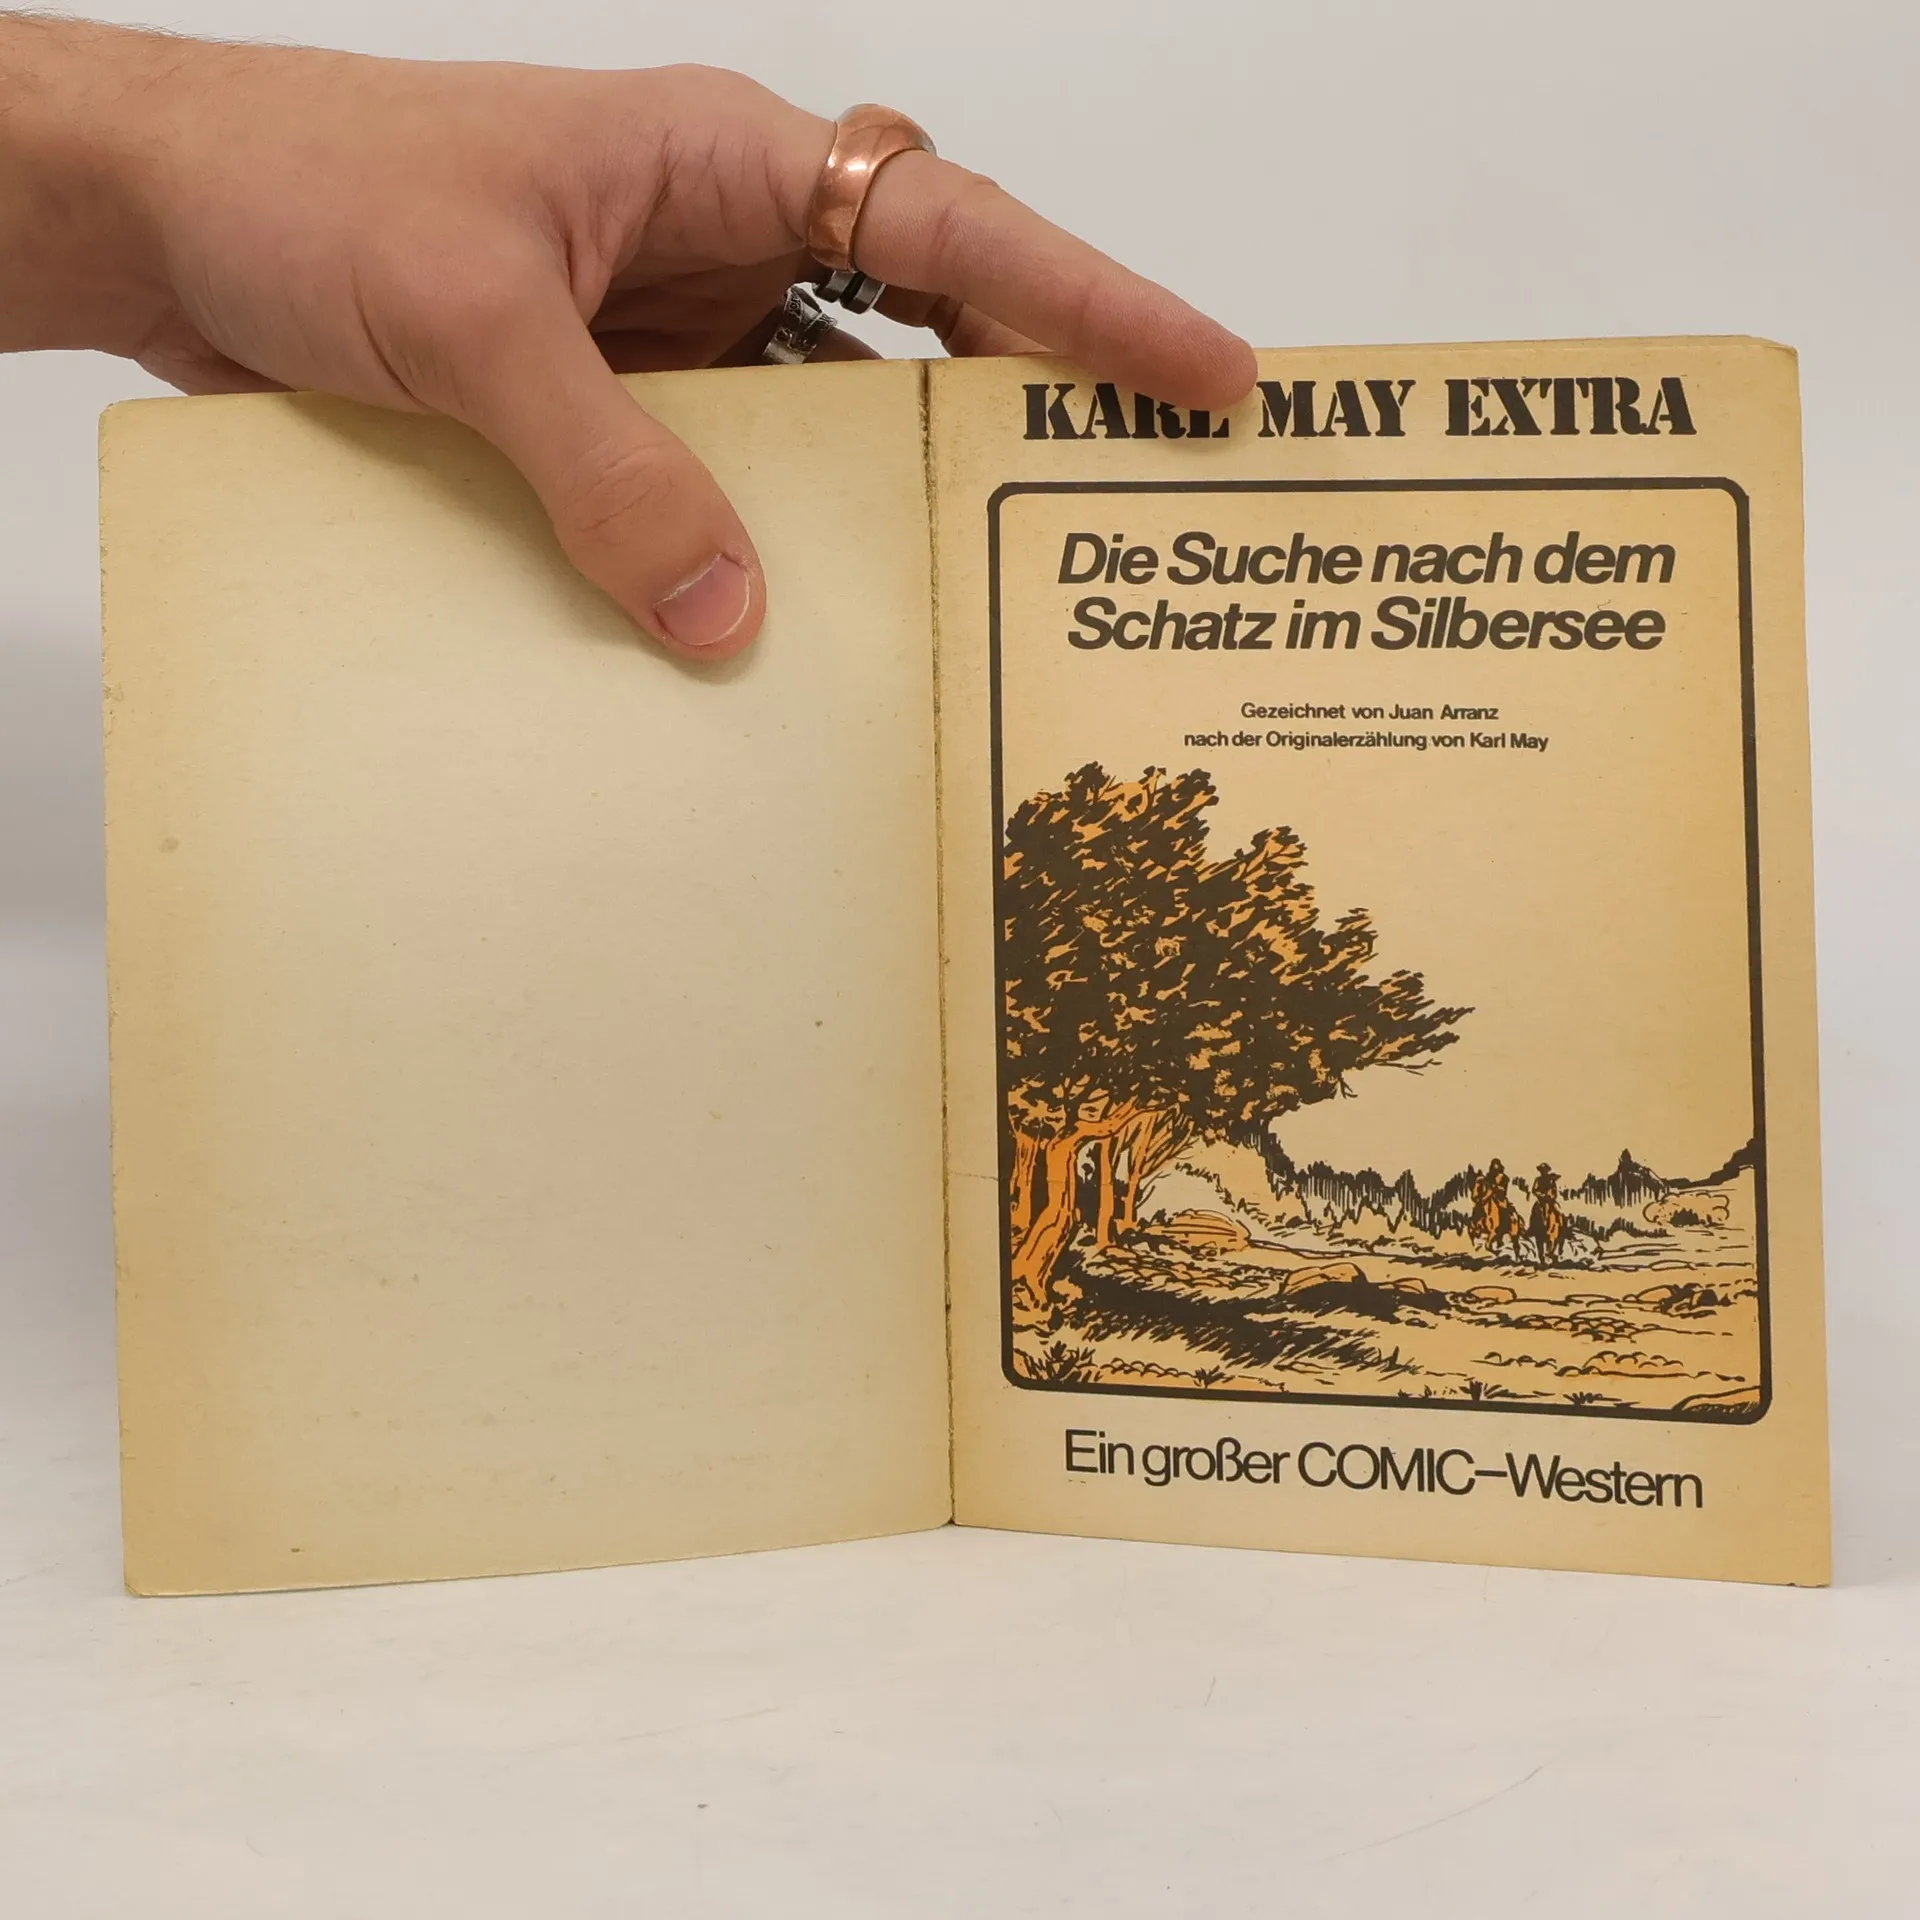 KARL MAY EXTRA
Die Suche nach dem
Schatz im Silbersee
Gezeichnet von Juan Arranz
nach der Originalerzählung von Karl May
Ein großer COMIC–Western